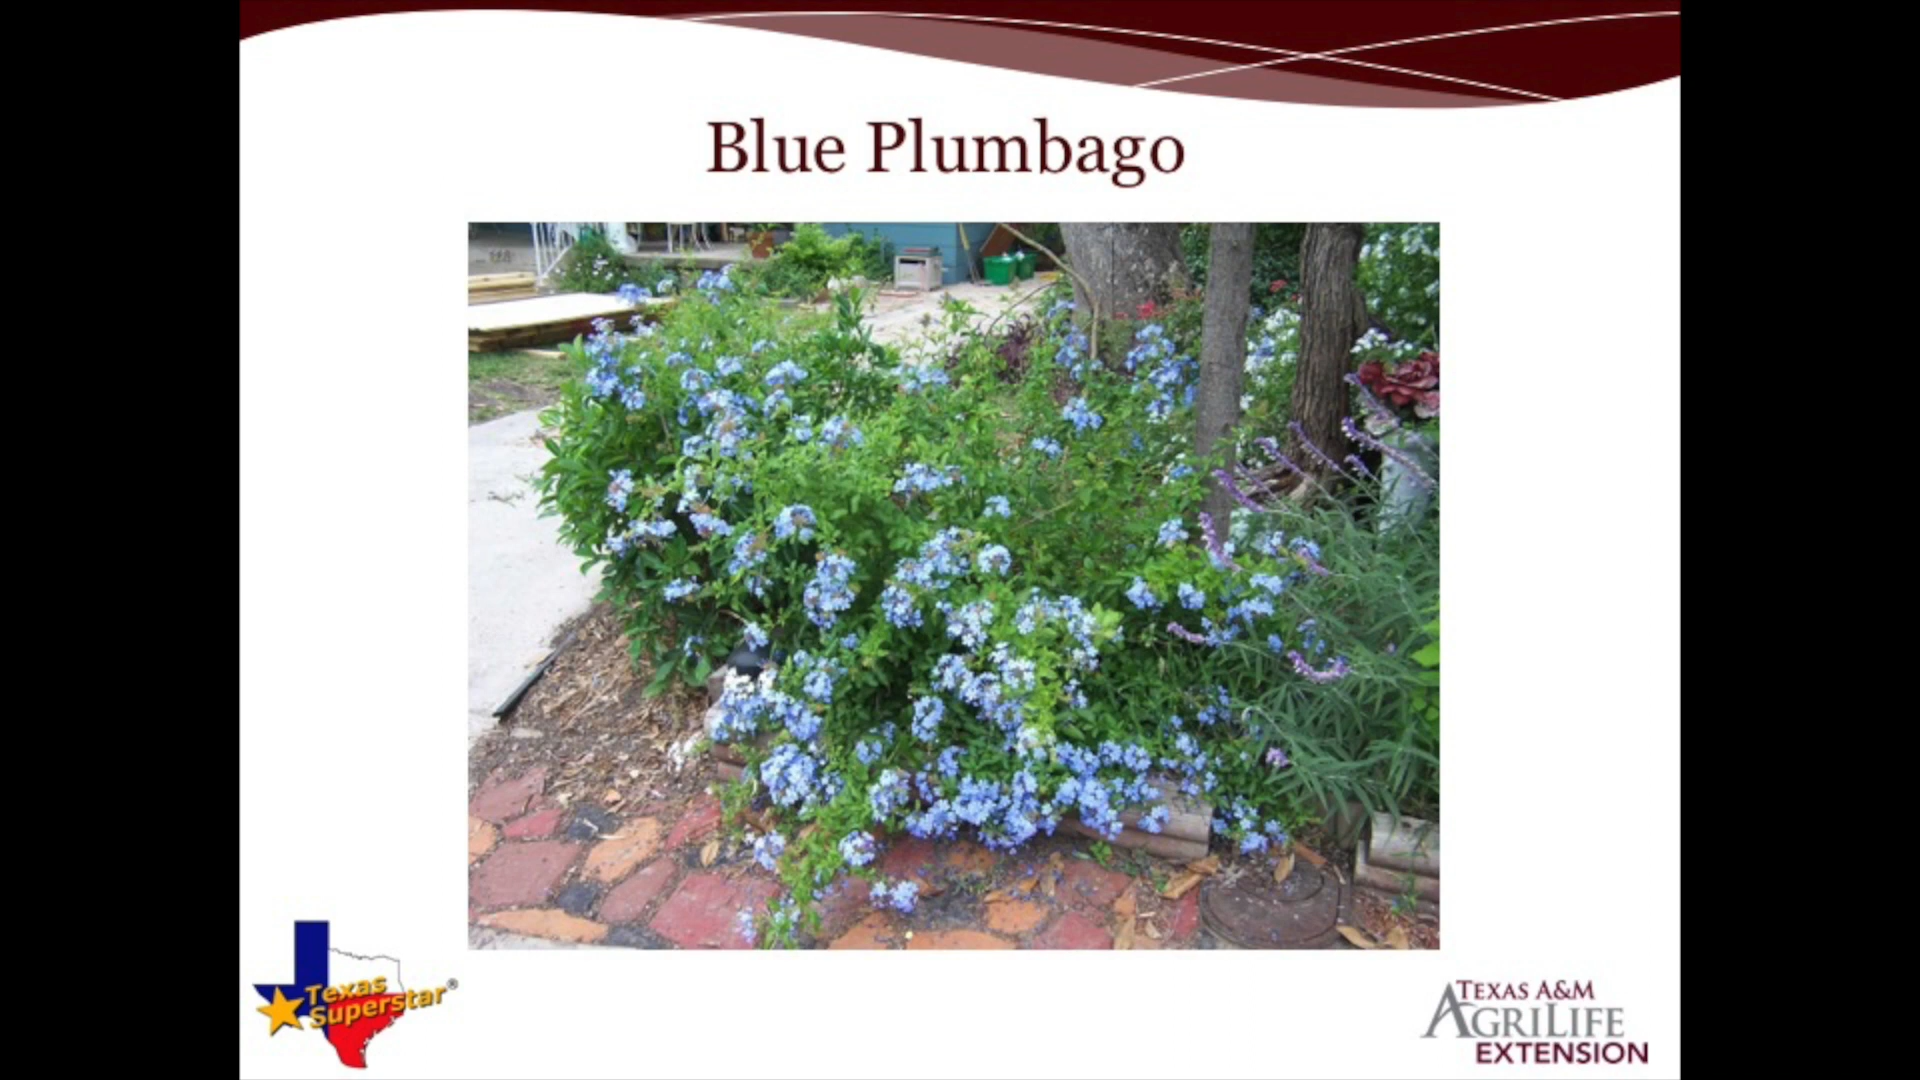 Blue Plumbago
Texas
Superstar®
TEXAS A&M
AGRILIFE
EXTENSION